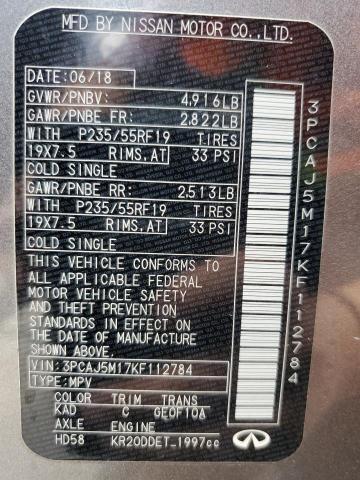 MFD BY NISSAN MOTOR CO.,LTD.
DATE:06/18
GVWR/PNBV: 4,916LB
GAWR/PNBE FR: 2,822LB
WITH P235/55RF19 TIRES
19X7.5 RIMS.AT 33 PSI
COLD SINGLE
GAWR/PNBE RR: 2,513LB
WITH P235/55RF19 TIRES
19X7.5 RIMS.AT 33 PSI
COLD SINGLE
THIS VEHICLE CONFORMS TO
ALL APPLICABLE FEDERAL
MOTOR VEHICLE SAFETY
AND THEFT PREVENTION
STANDARDS IN EFFECT ON
THE DATE OF MANUFACTURE
SHOWN ABOVE.
VIN:3PCAJ5M17KF112784
TYPE:MPV
COLOR TRIM TRANS
KAD C GEOF10A
AXLE ENGINE
HD58 KR20DDET_1997cc
3PCAJ5M17KF112784